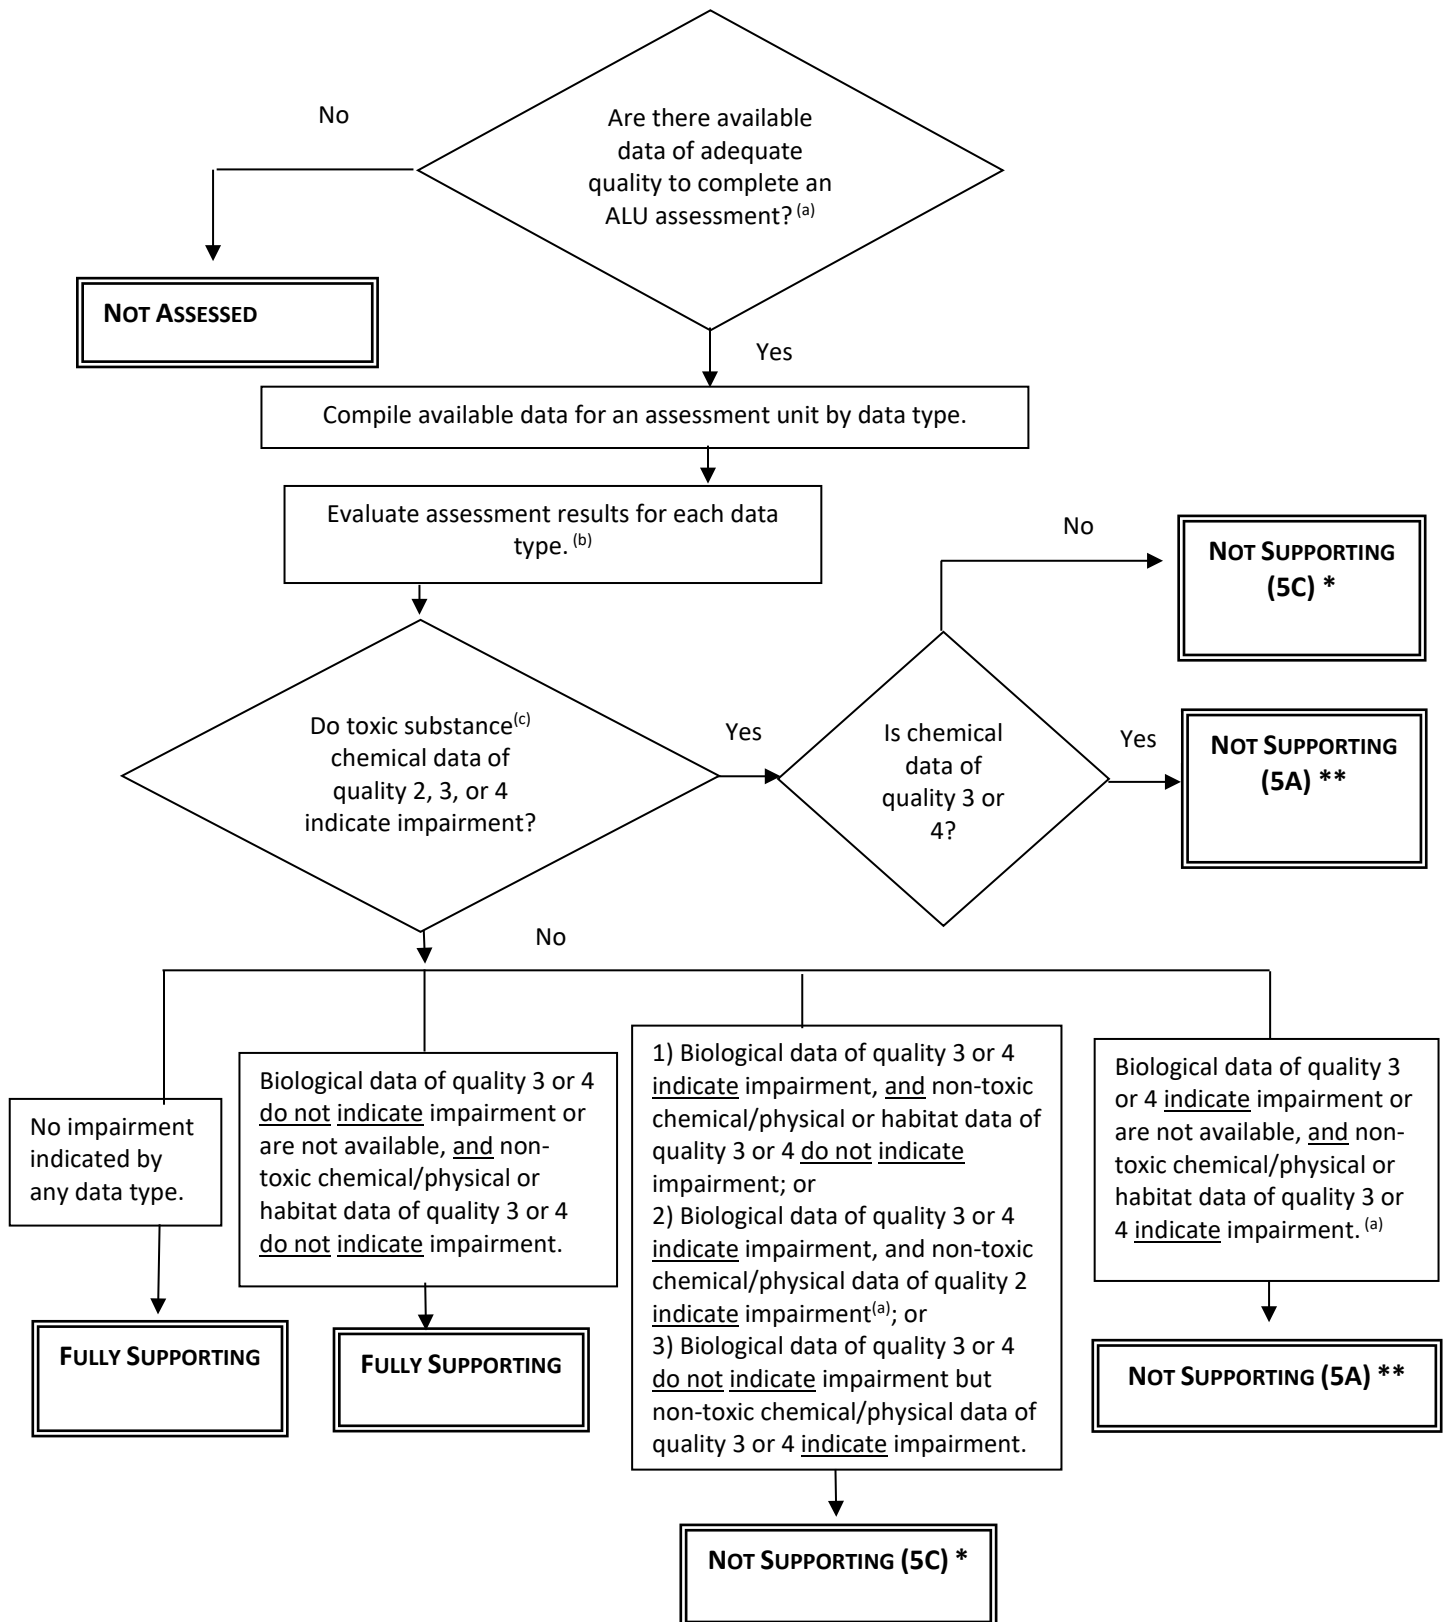 No
Are there available
data of adequate
quality to complete an
ALU assessment? (a)
NOT ASSESSED
Yes
Compile available data for an assessment unit by data type.
Evaluate assessment results for each data
type. (b)
No
NOT SUPPORTING
(5C) *
Do toxic substance(c)
chemical data of
quality 2, 3, or 4
indicate impairment?
Yes
Is chemical
data of
quality 3 or
4?
Yes
NOT SUPPORTING
(5A) **
No
No impairment
indicated by
any data type.
Biological data of quality 3 or 4
do not indicate impairment or
are not available, and non-
toxic chemical/physical or
habitat data of quality 3 or 4
do not indicate impairment.
1) Biological data of quality 3 or 4
indicate impairment, and non-toxic
chemical/physical or habitat data of
quality 3 or 4 do not indicate
impairment; or
2) Biological data of quality 3 or 4
indicate impairment, and non-toxic
chemical/physical data of quality 2
indicate impairment(a); or
3) Biological data of quality 3 or 4
do not indicate impairment but
non-toxic chemical/physical data of
quality 3 or 4 indicate impairment.
Biological data of quality 3
or 4 indicate impairment or
are not available, and non-
toxic chemical/physical or
habitat data of quality 3 or
4 indicate impairment. (a)
FULLY SUPPORTING
FULLY SUPPORTING
NOT SUPPORTING (5A) **
NOT SUPPORTING (5C) *